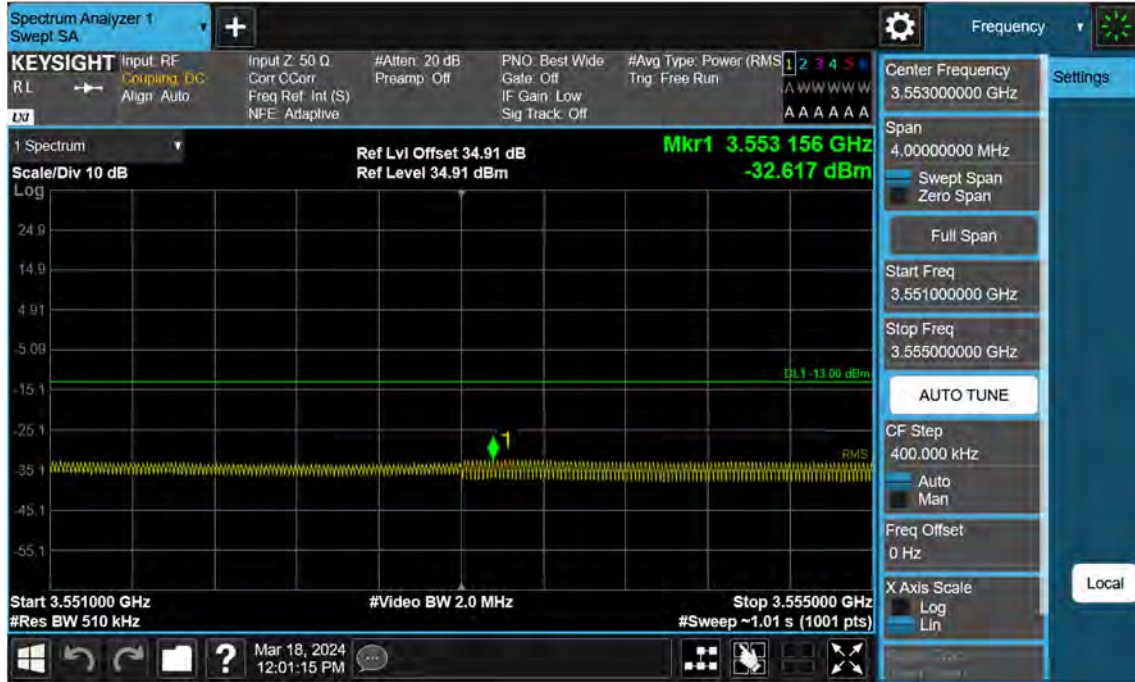 Spectrum Analyzer 1
Swept SA
Frequency
KEYSIGHT
RL
LXI
Input: RF
Coupling: DC
Align: Auto
Input Z: 50 Ω
Corr CCorr
Freq Ref: Int (S)
NFE: Adaptive
#Atten: 20 dB
Preamp: Off
PNO: Best Wide
Gate: Off
IF Gain: Low
Sig Track: Off
#Avg Type: Power (RMS
Trig: Free Run
1 2 3 4 5 6
A W W W W W
A A A A A A
1 Spectrum
Scale/Div 10 dB
Log
Ref Lvl Offset 34.91 dB
Ref Level 34.91 dBm
Mkr1 3.553 156 GHz
-32.617 dBm
24.9
14.9
4.91
-5.09
DL1 -13.00 dBm
-15.1
-25.1
1
RMS
-35.1
-45.1
-55.1
Start 3.551000 GHz
#Res BW 510 kHz
#Video BW 2.0 MHz
Stop 3.555000 GHz
#Sweep ~1.01 s (1001 pts)
Center Frequency
3.553000000 GHz
Span
4.00000000 MHz
Swept Span
Zero Span
Full Span
Start Freq
3.551000000 GHz
Stop Freq
3.555000000 GHz
AUTO TUNE
CF Step
400.000 kHz
Auto
Man
Freq Offset
0 Hz
X Axis Scale
Log
Lin
Settings
Local
?
Mar 18, 2024
12:01:15 PM